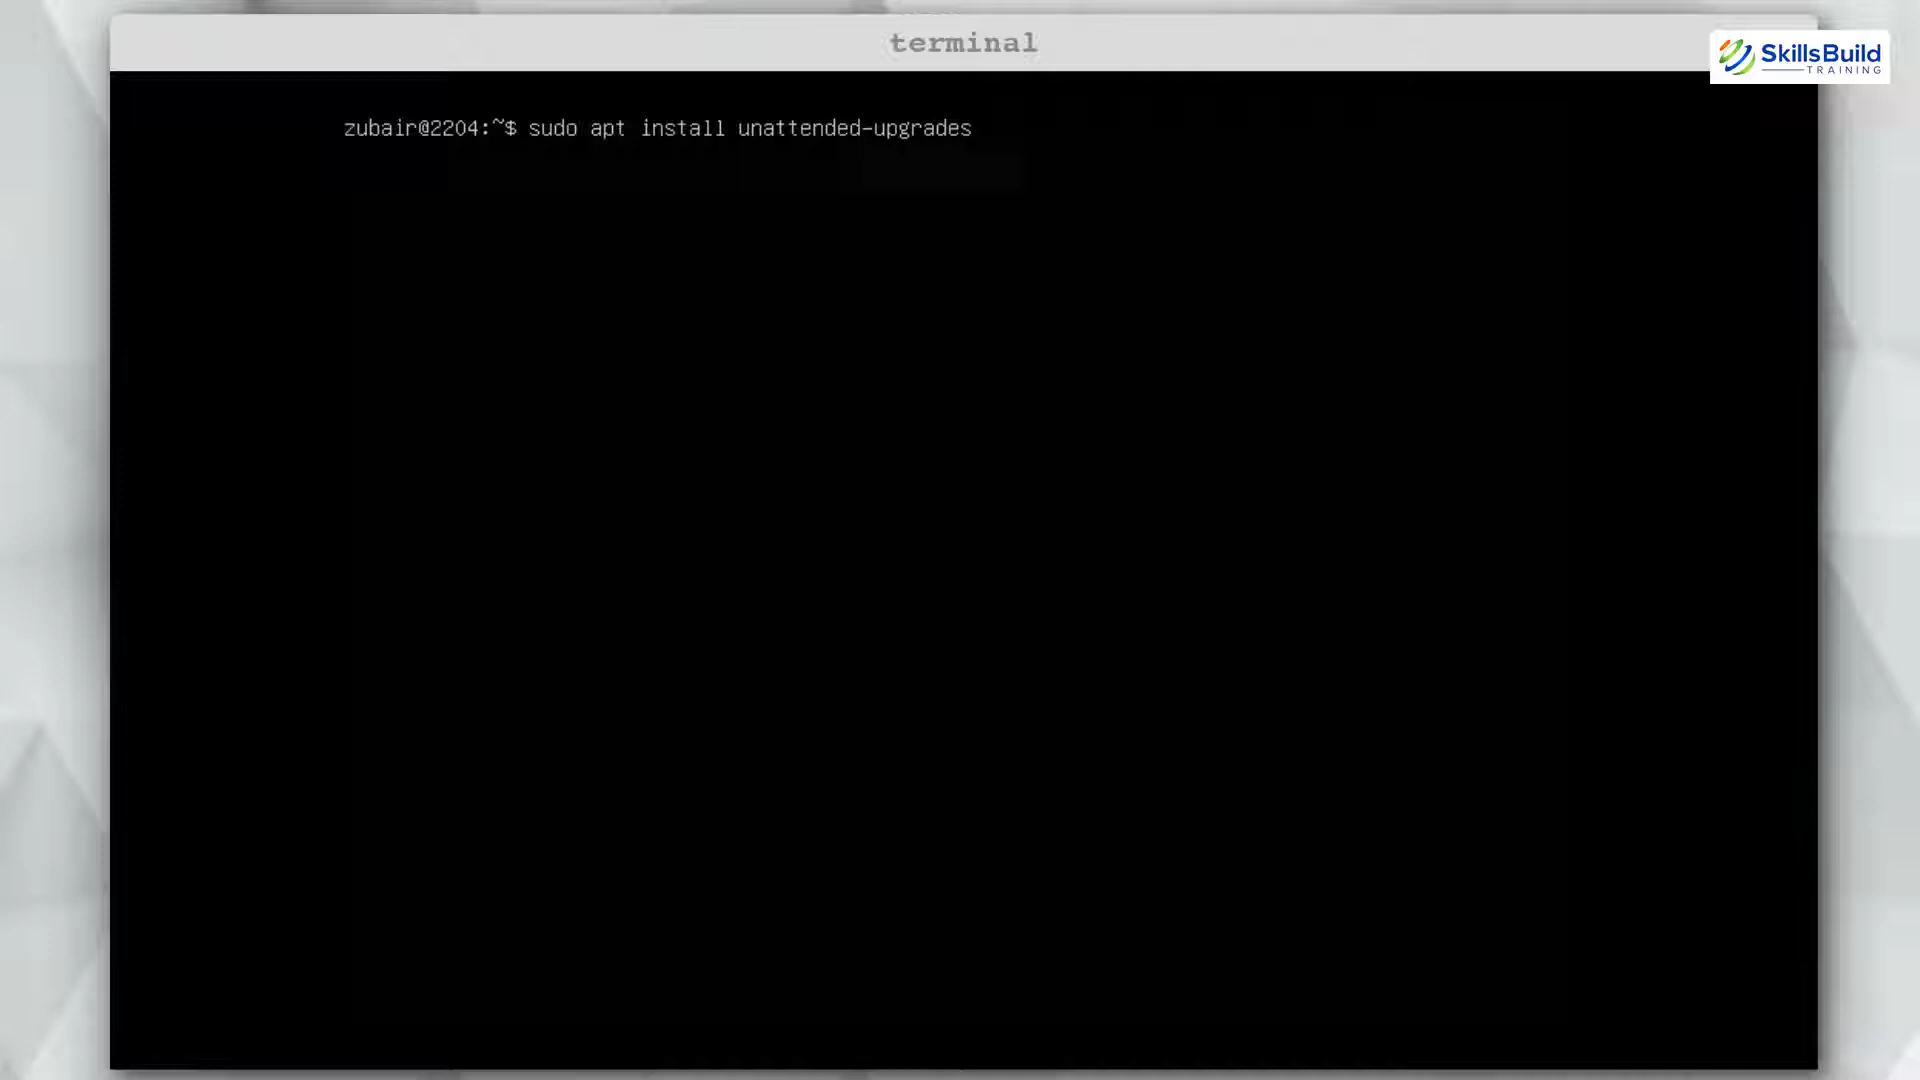 terminal
SkillsBuild
TRAINING
zubair@2204:~$ sudo apt install unattended-upgrades